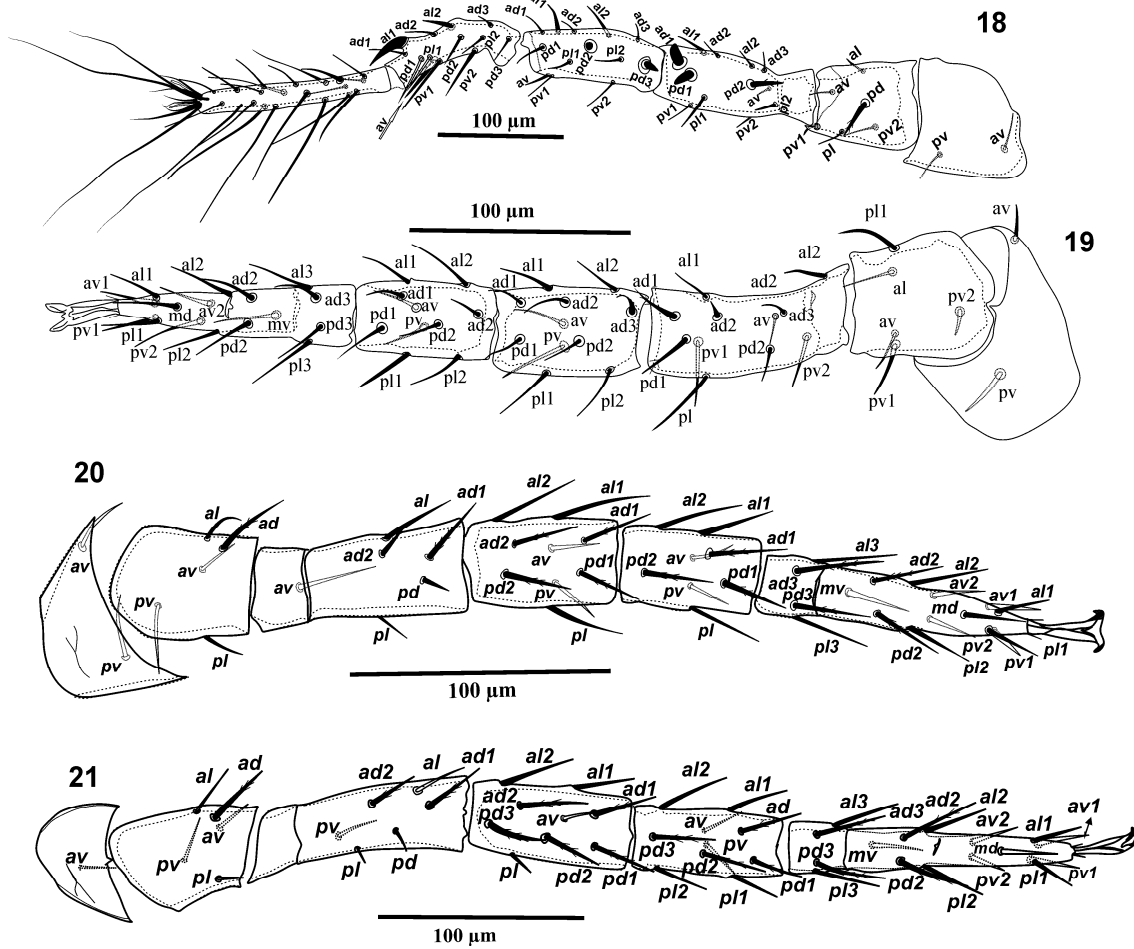 18
ad1 al1 ad2 al2 ad3 pl2 pl1 pd1 pd2 pv2 pd3 pv1 av
ad1 al1 ad2 al2 ad3 pd1 pl1 pd2 pl2 pd3 av pv1 pv2
ad1 al1 ad2 al2 ad3 pd1 pd2 av pl2 pv1 pl1 pv2
al av pd pv1 pl pv2
pv av
100 µm
100 µm
19
av1 al1 al2 ad2 al3 ad3 md av2 mv pd3 pv1 pl1 pv2 pl2 pd2 pl3
al1 al2 ad1 av2 ad2 pd1 pv pd2 pl1 pl2
ad1 al1 al2 ad2 ad3 av pd1 pv pd2 pl1 pl2
ad1 al1 ad2 al2 ad2 av ad3 pv1 pd2 pv2 pd1 pl
pl1 al pv2 av pv1
av pv
20
av pv
al ad av pv pl
av
al ad1 ad2 pd pl
al2 al1 ad2 ad1 av pd2 pv pd1 pl
al2 al1 av ad1 pd2 pv pd1 pl
al3 ad3 pd3 mv ad2 al2 av2 av1 al1 md pl3 pd2 pl2 pv2 pv1 pl1
100 µm
21
av
al ad av pv pl
ad2 al ad1 pv pl pd
al2 al1 ad2 ad1 pd3 av pl pd2 pd1
al2 al1 av ad pv pd2 pl2 pl1 pd1
al3 ad3 ad2 al2 av2 al1 av1 pd3 mv md pl3 pd2 pl2 pv2 pl1 pv1
100 µm